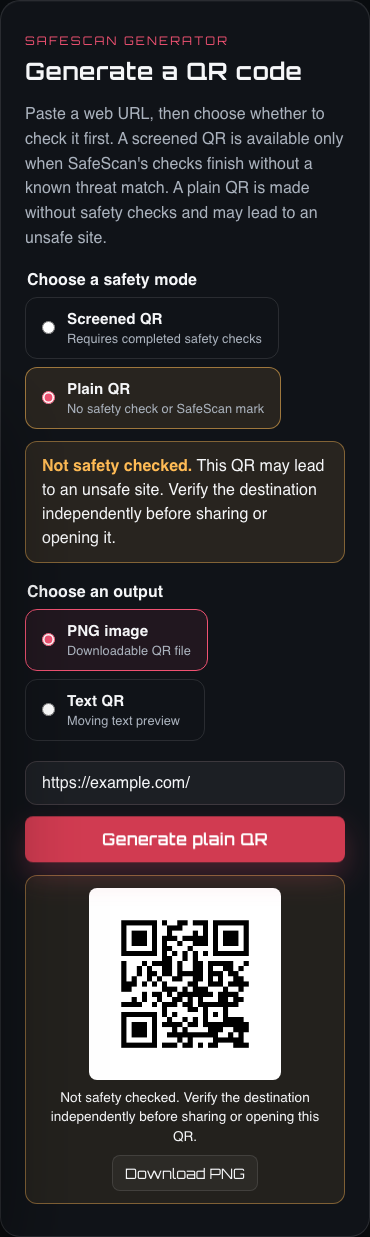 SAFESCAN GENERATOR
Generate a QR code
Paste a web URL, then choose whether to
check it first. A screened QR is available only
when SafeScan's checks finish without a
known threat match. A plain QR is made
without safety checks and may lead to an
unsafe site.
Choose a safety mode
Screened QR
Requires completed safety checks
Plain QR
No safety check or SafeScan mark
Not safety checked. This QR may lead
to an unsafe site. Verify the destination
independently before sharing or
opening it.
Choose an output
PNG image
Downloadable QR file
Text QR
Moving text preview
https://example.com/
Generate plain QR
Not safety checked. Verify the destination
independently before sharing or opening this
QR.
Download PNG